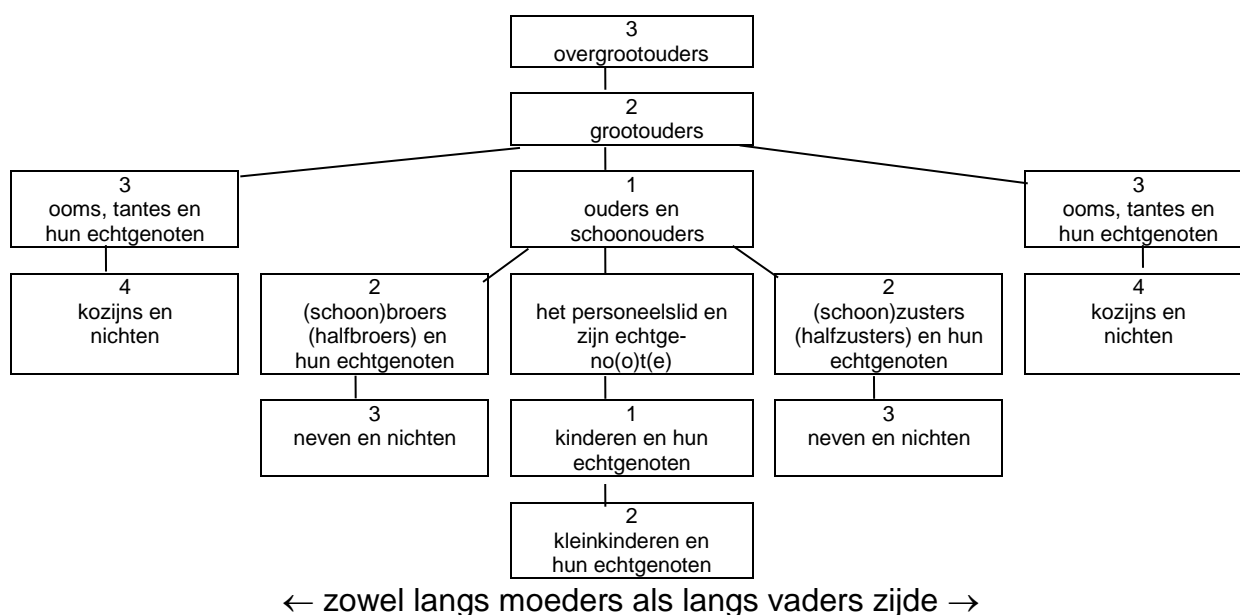 3
overgrootouders
2
grootouders
3
ooms, tantes en
hun echtgenoten
1
ouders en
schoonouders
3
ooms, tantes en
hun echtgenoten
4
kozijns en
nichten
2
(schoon)broers
(halfbroers) en
hun echtgenoten
het personeelslid en
zijn echtge-
no(o)t(e)
2
(schoon)zusters
(halfzusters) en hun
echtgenoten
4
kozijns en
nichten
3
neven en nichten
1
kinderen en hun
echtgenoten
3
neven en nichten
2
kleinkinderen en
hun echtgenoten
← zowel langs moeders als langs vaders zijde →